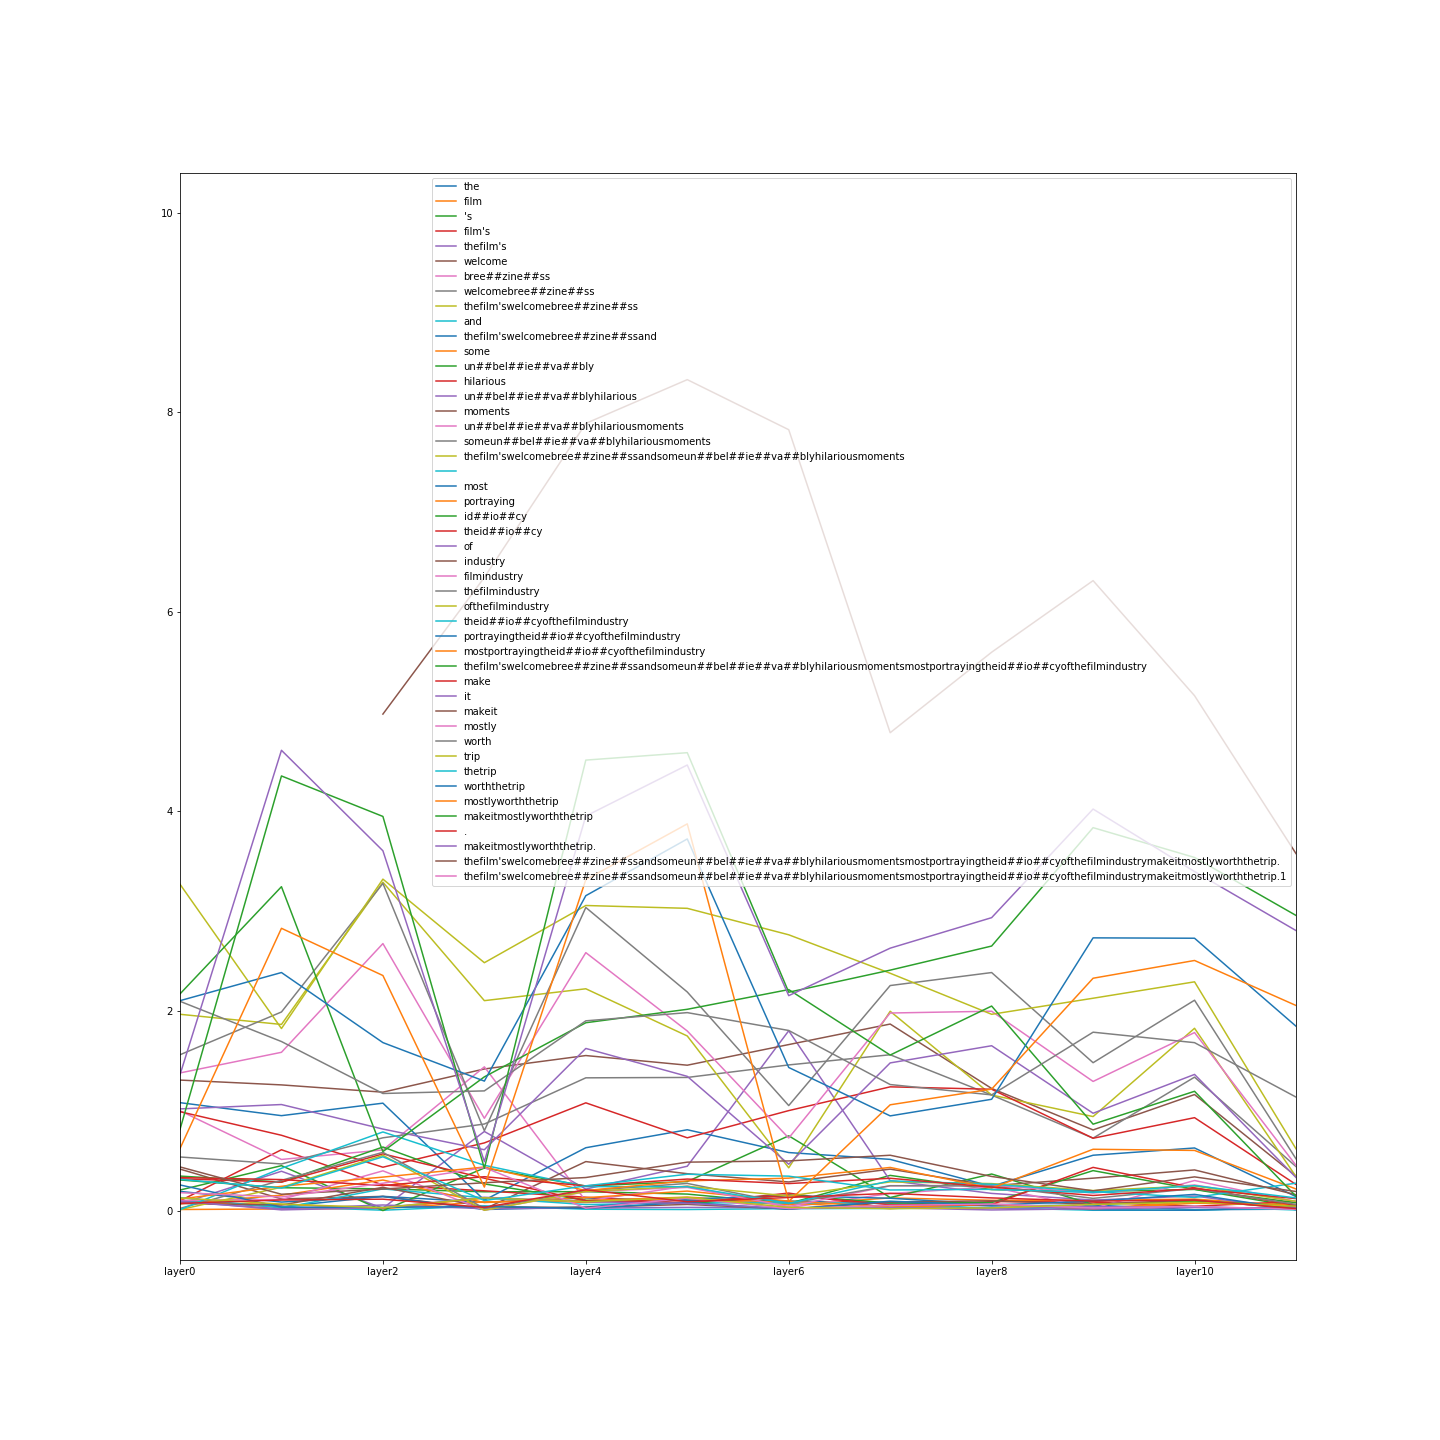 10
8
6
4
2
0
layer0
layer2
layer4
layer6
layer8
layer10
the
film
's
film's
thefilm's
welcome
bree##zine##ss
welcomebree##zine##ss
thefilm'swelcomebree##zine##ss
and
thefilm'swelcomebree##zine##ssand
some
un##bel##ie##va##bly
hilarious
un##bel##ie##va##blyhilarious
moments
un##bel##ie##va##blyhilariousmoments
someun##bel##ie##va##blyhilariousmoments
thefilm'swelcomebree##zine##ssandsomeun##bel##ie##va##blyhilariousmoments
most
portraying
id##io##cy
theid##io##cy
of
industry
filmindustry
thefilmindustry
ofthefilmindustry
theid##io##cyofthefilmindustry
portrayingtheid##io##cyofthefilmindustry
mostportrayingtheid##io##cyofthefilmindustry
thefilm'swelcomebree##zine##ssandsomeun##bel##ie##va##blyhilariousmomentsmostportrayingtheid##io##cyofthefilmindustry
make
it
makeit
mostly
worth
trip
thetrip
worththetrip
mostlyworththetrip
makeitmostlyworththetrip
.
makeitmostlyworththetrip.
thefilm'swelcomebree##zine##ssandsomeun##bel##ie##va##blyhilariousmomentsmostportrayingtheid##io##cyofthefilmindustrymakeitmostlyworththetrip.
thefilm'swelcomebree##zine##ssandsomeun##bel##ie##va##blyhilariousmomentsmostportrayingtheid##io##cyofthefilmindustrymakeitmostlyworththetrip.1